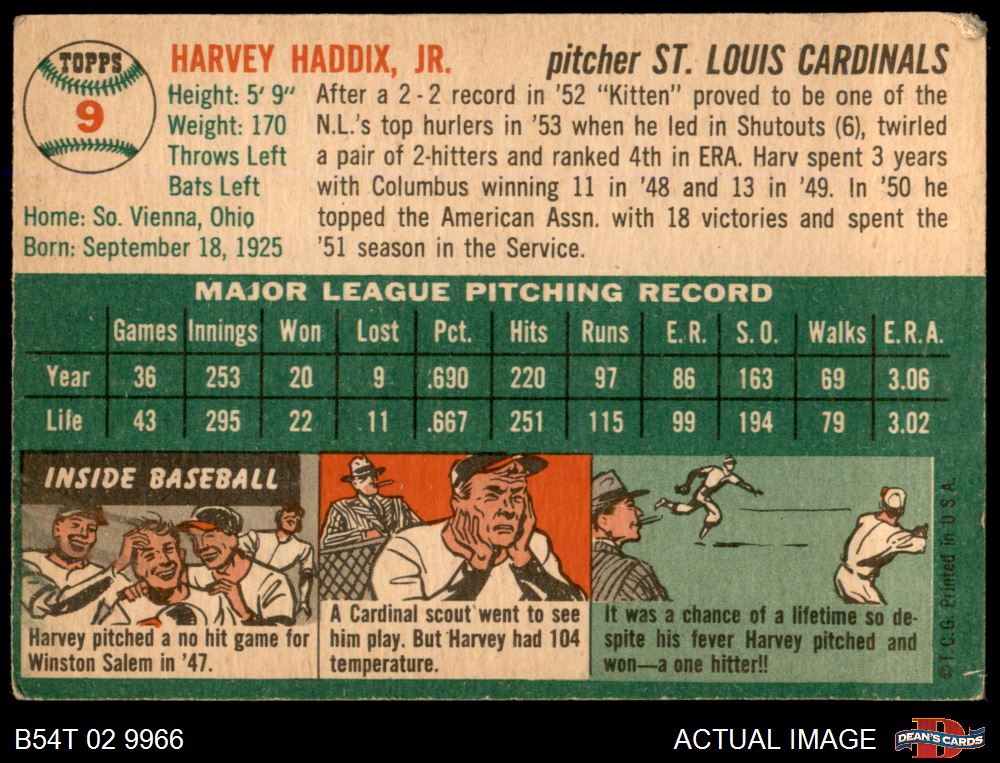 TOPPS
9
HARVEY HADDIX, JR.
pitcher ST. LOUIS CARDINALS
Height: 5' 9"
Weight: 170
Throws Left
Bats Left
Home: So. Vienna, Ohio
Born: September 18, 1925
After a 2-2 record in '52 "Kitten" proved to be one of the
N.L.'s top hurlers in '53 when he led in Shutouts (6), twirled
a pair of 2-hitters and ranked 4th in ERA. Harv spent 3 years
with Columbus winning 11 in '48 and 13 in '49. In '50 he
topped the American Assn. with 18 victories and spent the
'51 season in the Service.
MAJOR LEAGUE PITCHING RECORD
Games Innings Won Lost Pct. Hits Runs E.R. S.O. Walks E.R.A.
Year 36 253 20 9 .690 220 97 86 163 69 3.06
Life 43 295 22 11 .667 251 115 99 194 79 3.02
INSIDE BASEBALL
Harvey pitched a no hit game for
Winston Salem in '47.
A Cardinal scout went to see
him play. But Harvey had 104
temperature.
It was a chance of a lifetime so de-
spite his fever Harvey pitched and
won—a one hitter!!
© T.C.G. Printed in U.S.A.
B54T 02 9966
ACTUAL IMAGE
DEAN'S CARDS